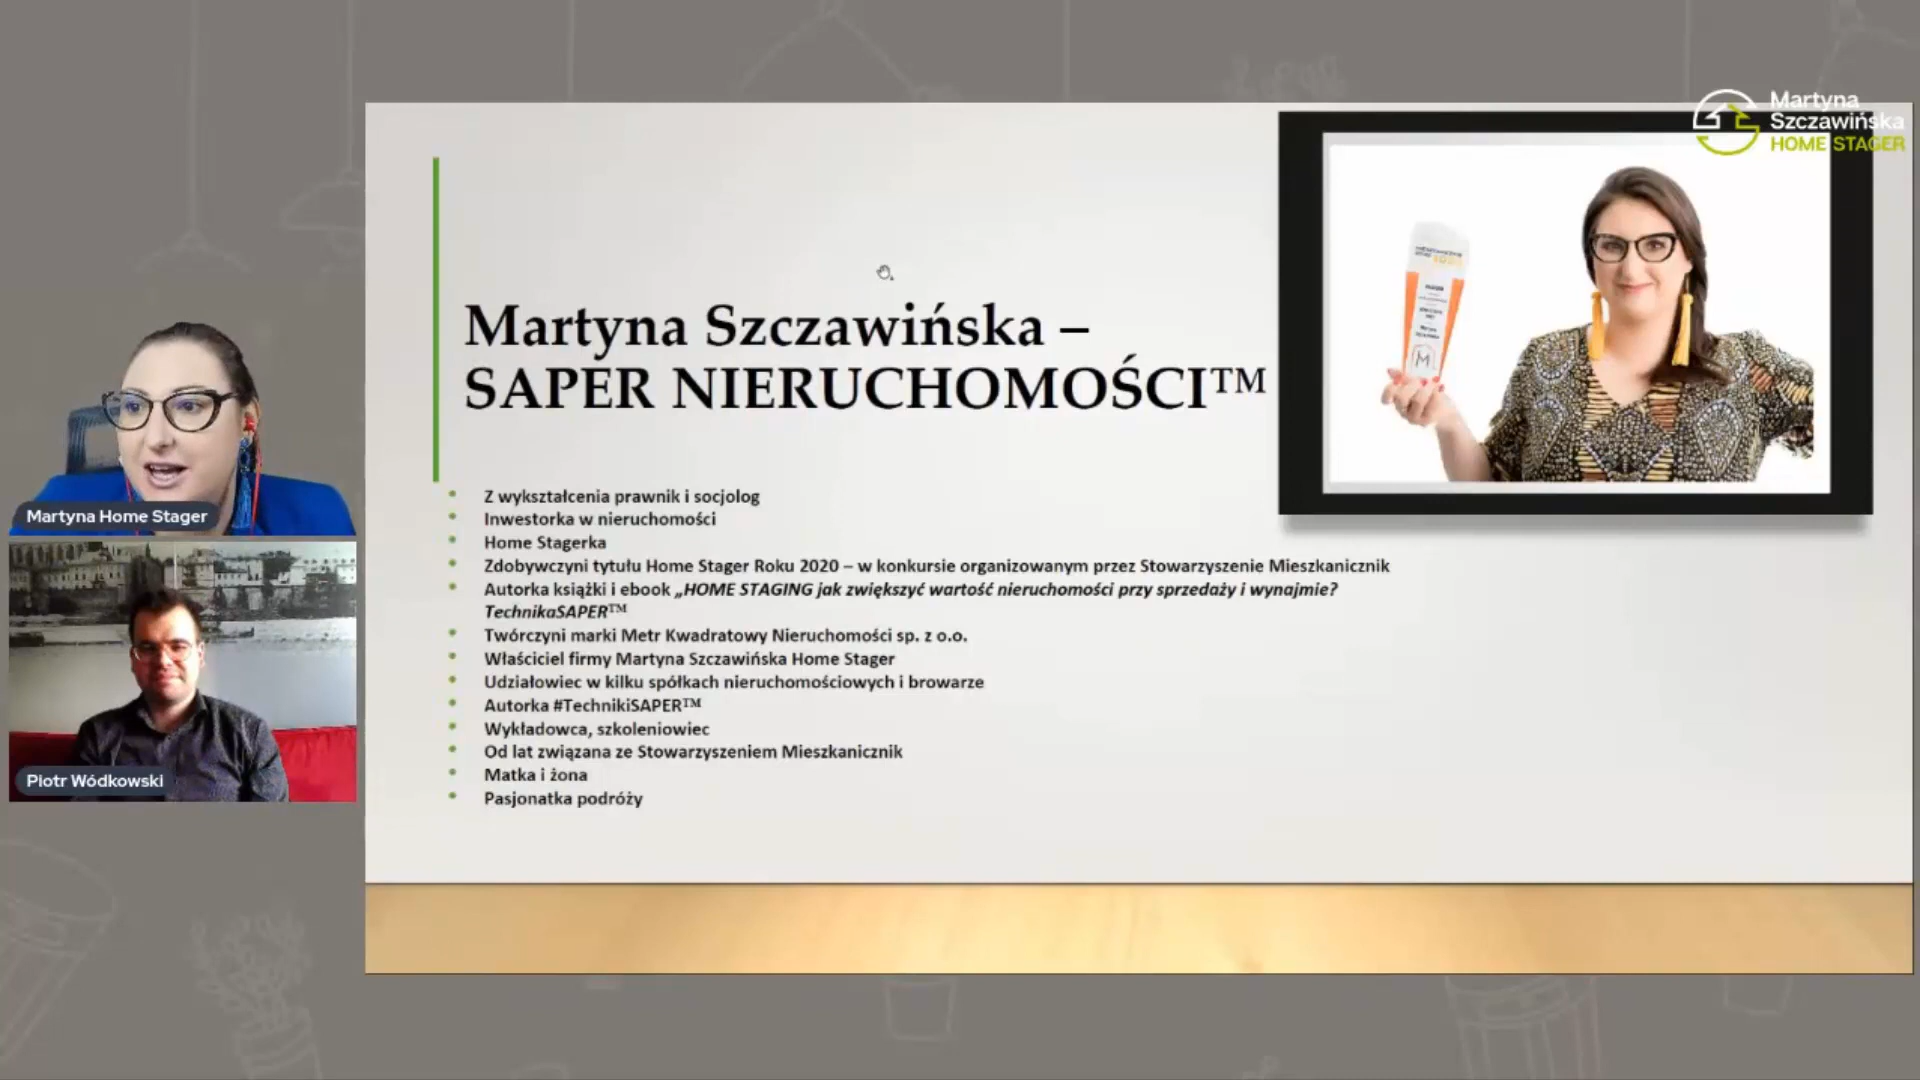 Martyna
Szczawińska
HOME STAGER
Martyna Szczawińska –
SAPER NIERUCHOMOŚCI™
Z wykształcenia prawnik i socjolog
Inwestorka w nieruchomości
Home Stagerka
Zdobywczyni tytułu Home Stager Roku 2020 – w konkursie organizowanym przez Stowarzyszenie Mieszkanicznik
Autorka książki i ebook „HOME STAGING jak zwiększyć wartość nieruchomości przy sprzedaży i wynajmie?
TechnikaSAPER™
Twórczyni marki Metr Kwadratowy Nieruchomości sp. z o.o.
Właściciel firmy Martyna Szczawińska Home Stager
Udziałowiec w kilku spółkach nieruchomościowych i browarze
Autorka #TechnikiSAPER™
Wykładowca, szkoleniowiec
Od lat związana ze Stowarzyszeniem Mieszkanicznik
Matka i żona
Pasjonatka podróży
Martyna Home Stager
Piotr Wódkowski